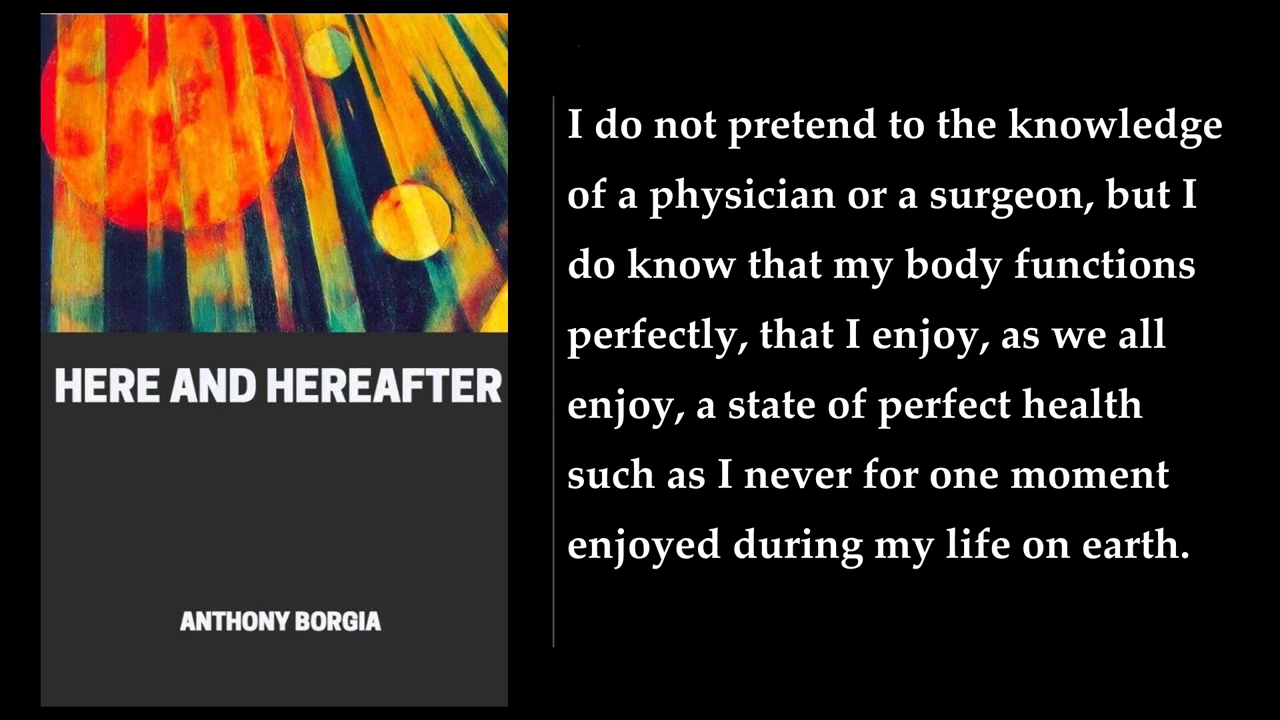 HERE AND HEREAFTER
ANTHONY BORGIA
I do not pretend to the knowledge
of a physician or a surgeon, but I
do know that my body functions
perfectly, that I enjoy, as we all
enjoy, a state of perfect health
such as I never for one moment
enjoyed during my life on earth.